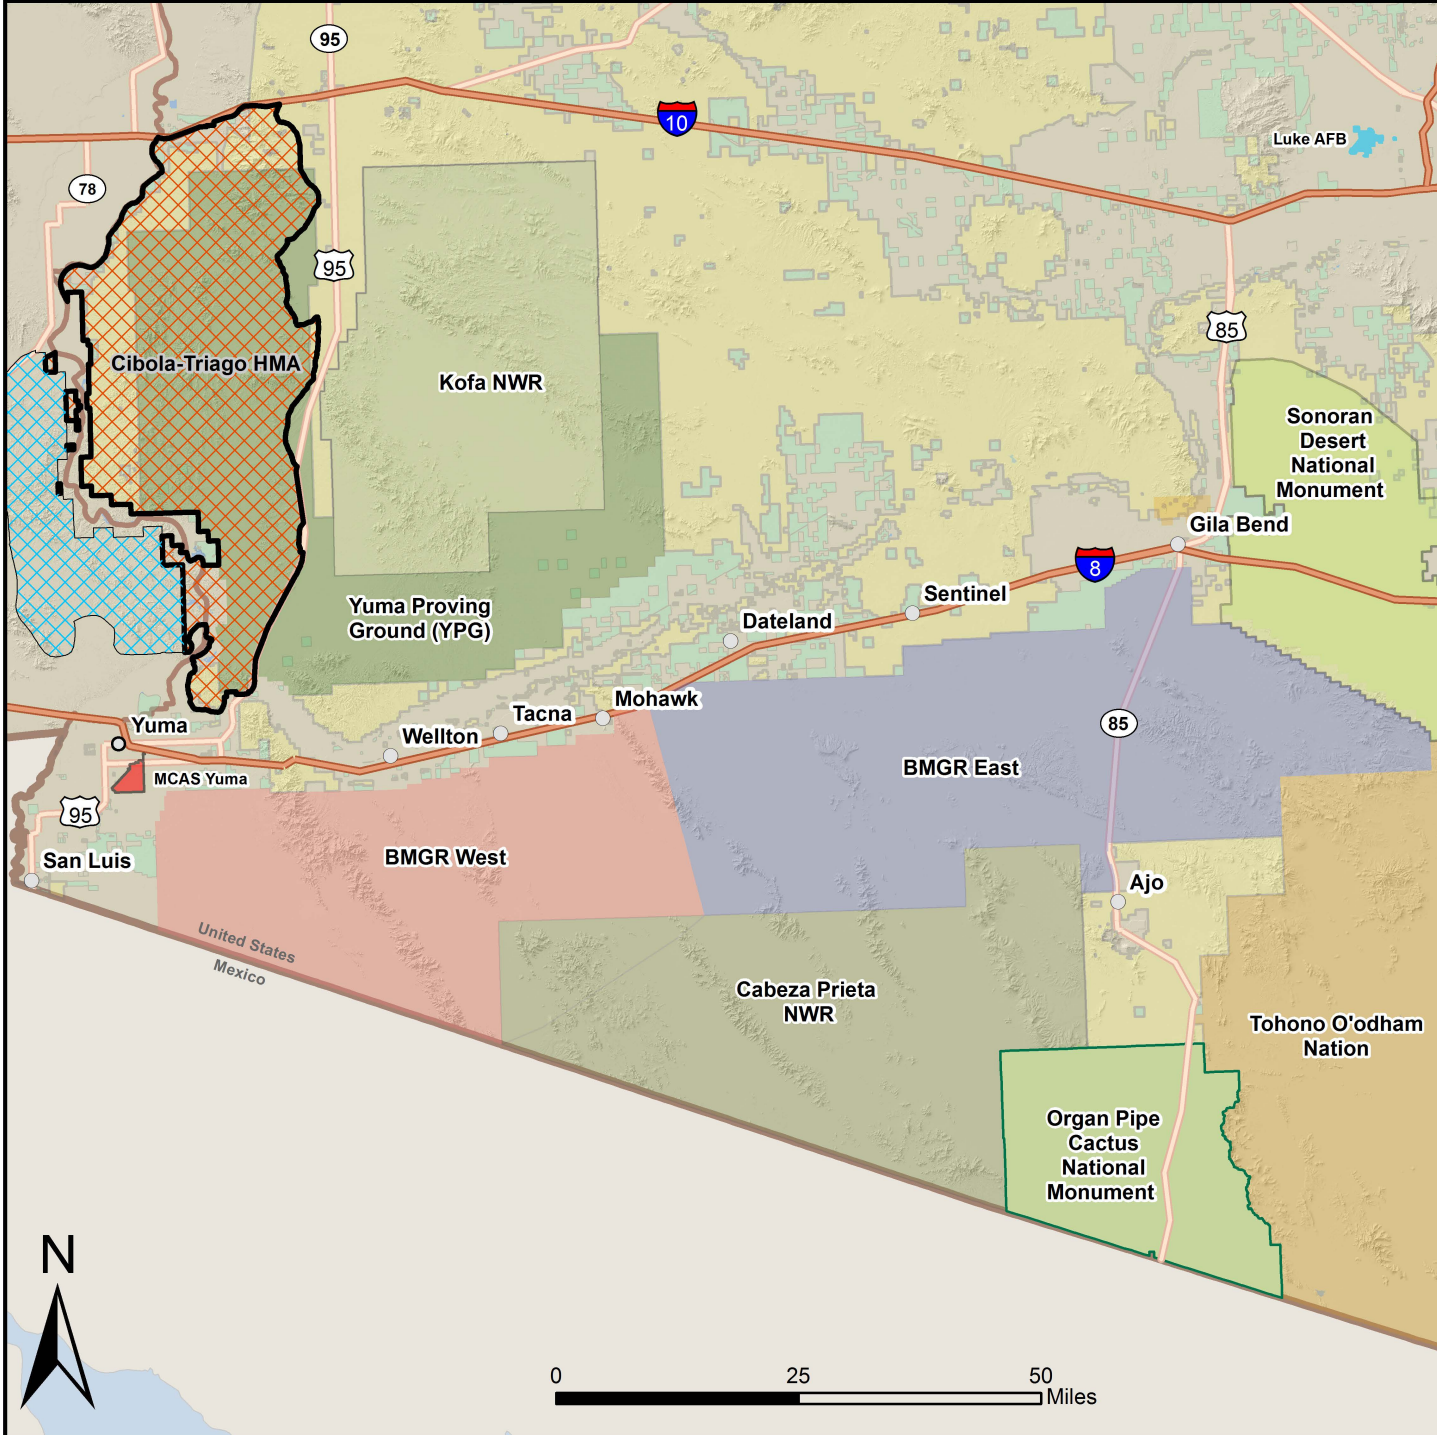 95
10
Luke AFB
78
95
85
Cibola-Triago HMA
Kofa NWR
Sonoran
Desert
National
Monument
Gila Bend
8
Sentinel
Yuma Proving
Ground (YPG)
Dateland
Mohawk
Tacna
Yuma
Wellton
85
BMGR East
MCAS Yuma
95
San Luis
BMGR West
Ajo
United States
Mexico
Cabeza Prieta
NWR
Tohono O'odham
Nation
Organ Pipe
Cactus
National
Monument
N
0 25 50
Miles